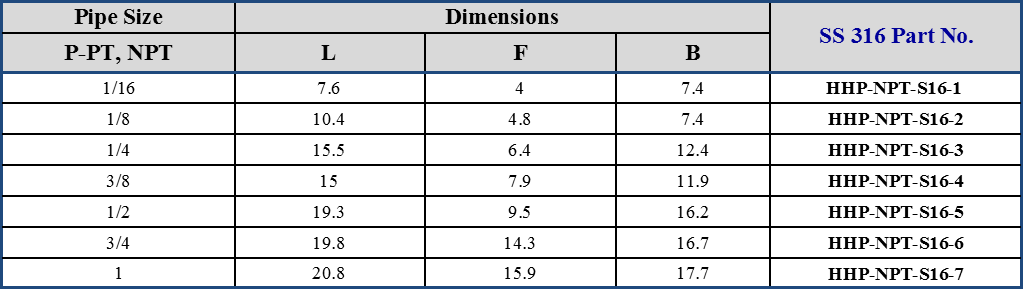 Pipe Size Dimensions SS 316 Part No.
P-PT, NPT L F B
1/16 7.6 4 7.4 HHP-NPT-S16-1
1/8 10.4 4.8 7.4 HHP-NPT-S16-2
1/4 15.5 6.4 12.4 HHP-NPT-S16-3
3/8 15 7.9 11.9 HHP-NPT-S16-4
1/2 19.3 9.5 16.2 HHP-NPT-S16-5
3/4 19.8 14.3 16.7 HHP-NPT-S16-6
1 20.8 15.9 17.7 HHP-NPT-S16-7